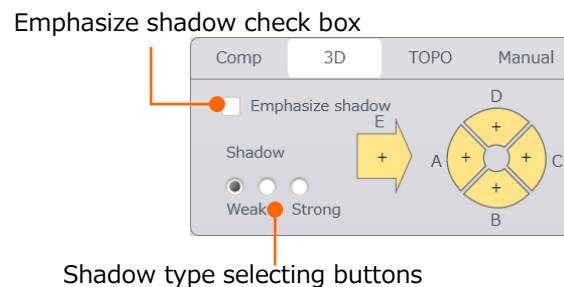 Emphasize shadow check box
Comp 3D TOPO Manual
Emphasize shadow
D
E
+
Shadow
+ A + + C
+
Weak Strong
B
Shadow type selecting buttons